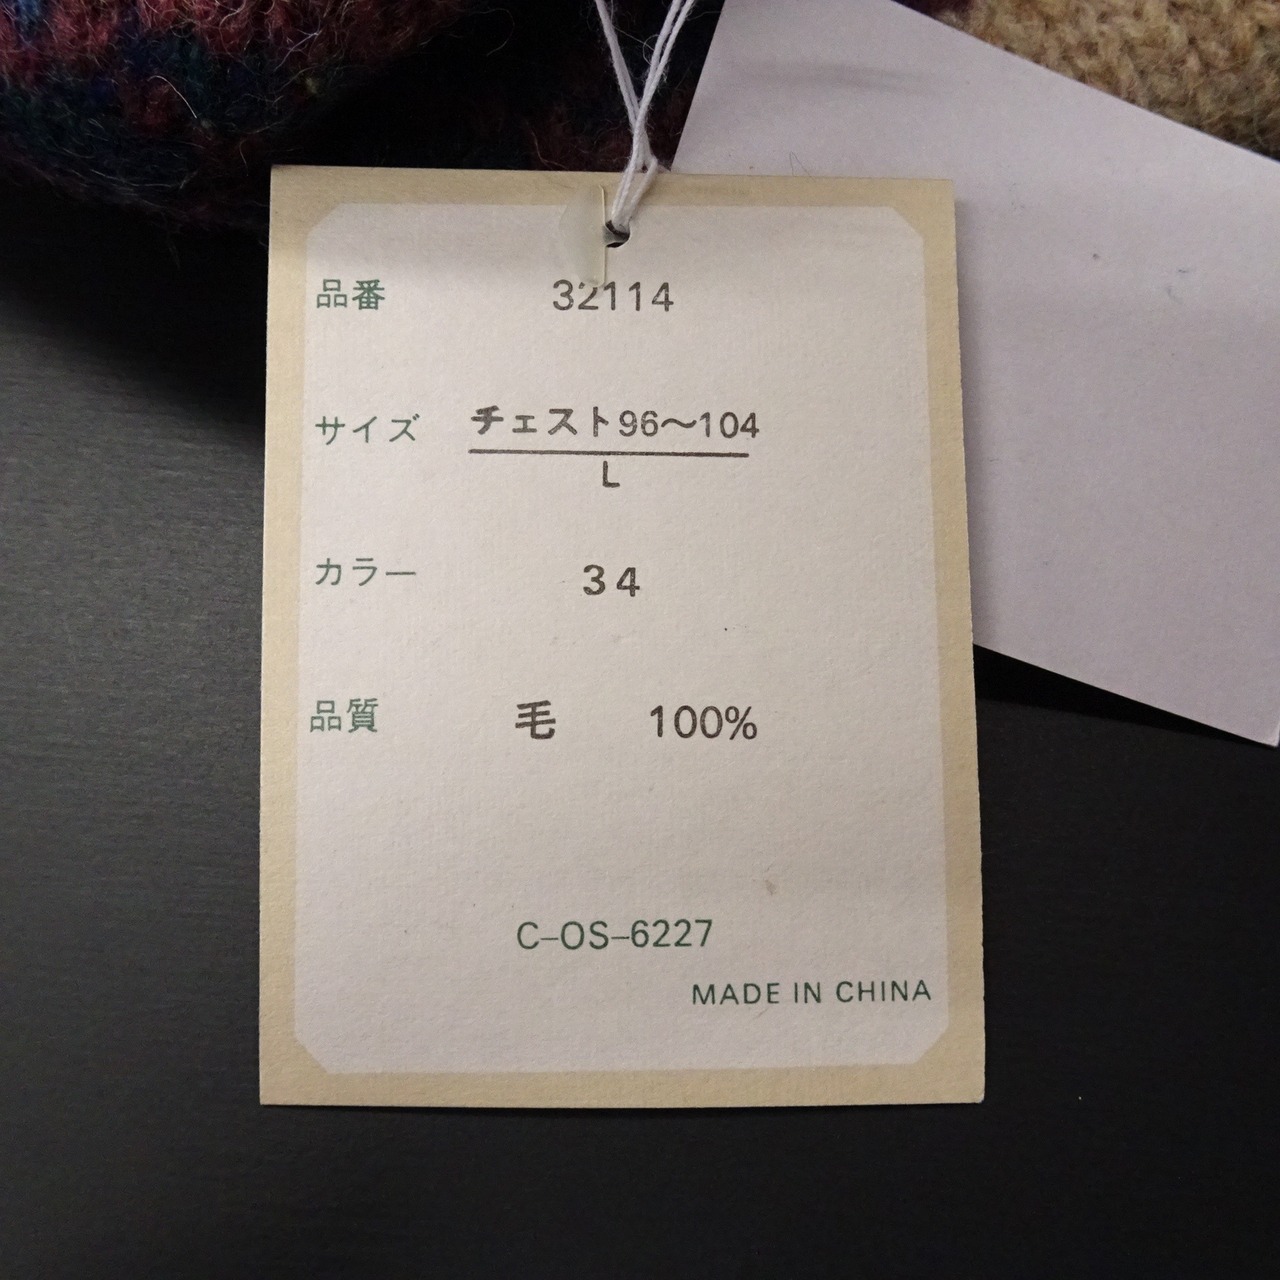 品番 32114
サイズ チェスト96〜104
L
カラー 34
品質 毛 100%
C-OS-6227
MADE IN CHINA